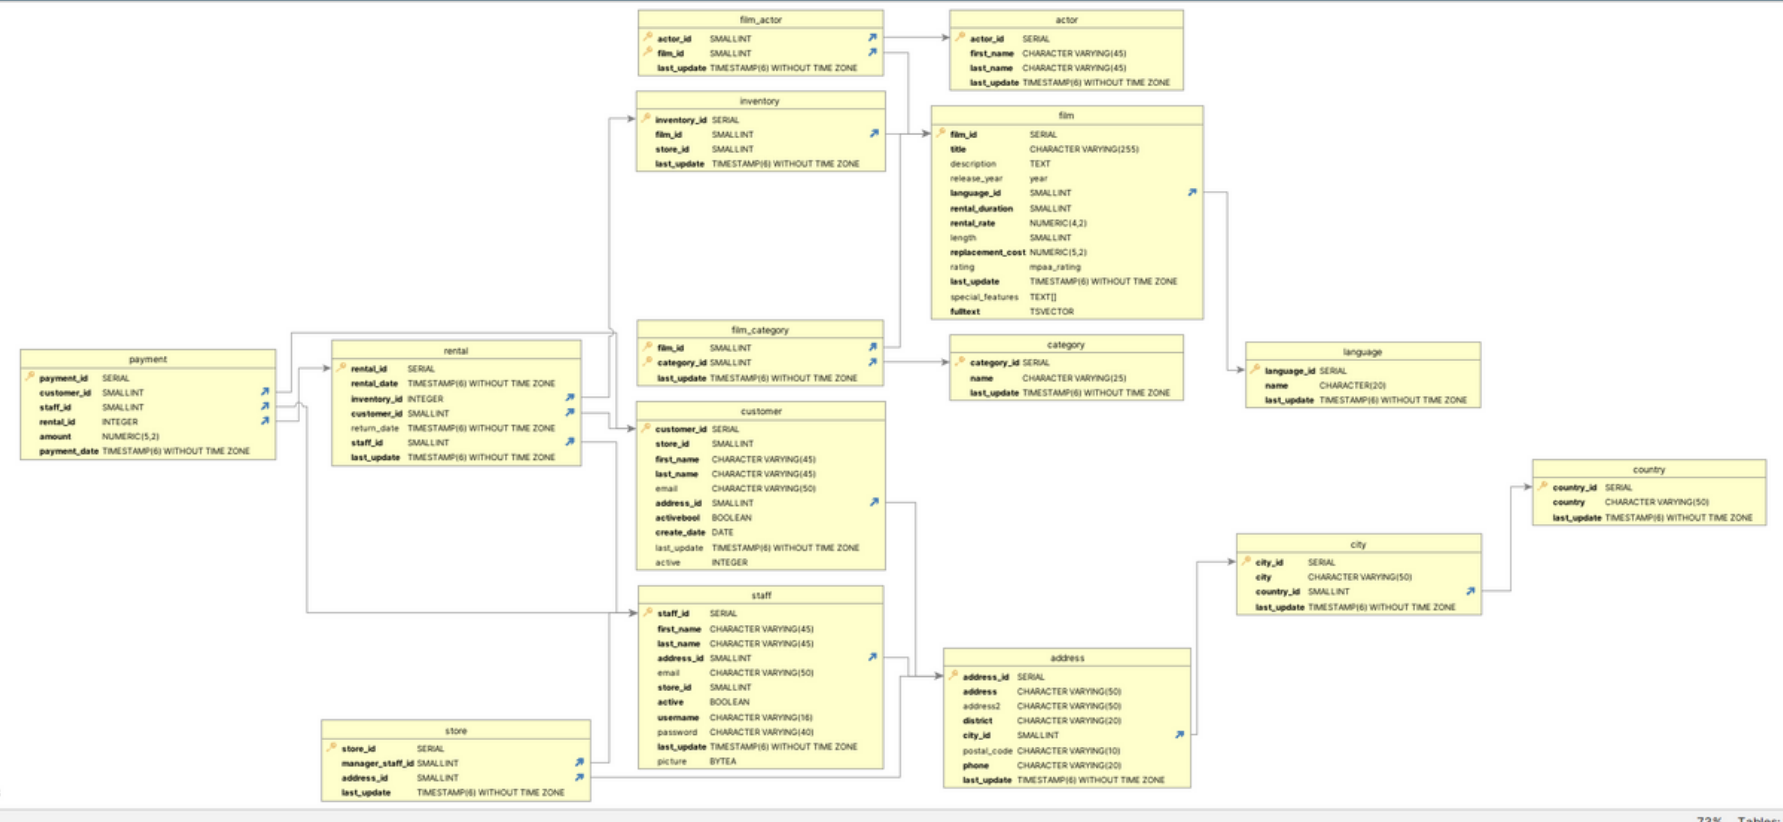 film_actor
actor_id SMALLINT
film_id SMALLINT
last_update TIMESTAMP(6) WITHOUT TIME ZONE
actor
actor_id SERIAL
first_name CHARACTER VARYING(45)
last_name CHARACTER VARYING(45)
last_update TIMESTAMP(6) WITHOUT TIME ZONE
inventory
inventory_id SERIAL
film_id SMALLINT
store_id SMALLINT
last_update TIMESTAMP(6) WITHOUT TIME ZONE
film
film_id SERIAL
title CHARACTER VARYING(255)
description TEXT
release_year year
language_id SMALLINT
rental_duration SMALLINT
rental_rate NUMERIC(4,2)
length SMALLINT
replacement_cost NUMERIC(5,2)
rating mpaa_rating
last_update TIMESTAMP(6) WITHOUT TIME ZONE
special_features TEXT[]
fulltext TSVECTOR
film_category
film_id SMALLINT
category_id SMALLINT
last_update TIMESTAMP(6) WITHOUT TIME ZONE
category
category_id SERIAL
name CHARACTER VARYING(25)
last_update TIMESTAMP(6) WITHOUT TIME ZONE
language
language_id SERIAL
name CHARACTER(20)
last_update TIMESTAMP(6) WITHOUT TIME ZONE
payment
payment_id SERIAL
customer_id SMALLINT
staff_id SMALLINT
rental_id INTEGER
amount NUMERIC(5,2)
payment_date TIMESTAMP(6) WITHOUT TIME ZONE
rental
rental_id SERIAL
rental_date TIMESTAMP(6) WITHOUT TIME ZONE
inventory_id INTEGER
customer_id SMALLINT
return_date TIMESTAMP(6) WITHOUT TIME ZONE
staff_id SMALLINT
last_update TIMESTAMP(6) WITHOUT TIME ZONE
customer
customer_id SERIAL
store_id SMALLINT
first_name CHARACTER VARYING(45)
last_name CHARACTER VARYING(45)
email CHARACTER VARYING(50)
address_id SMALLINT
activebool BOOLEAN
create_date DATE
last_update TIMESTAMP(6) WITHOUT TIME ZONE
active INTEGER
country
country_id SERIAL
country CHARACTER VARYING(50)
last_update TIMESTAMP(6) WITHOUT TIME ZONE
city
city_id SERIAL
city CHARACTER VARYING(50)
country_id SMALLINT
last_update TIMESTAMP(6) WITHOUT TIME ZONE
staff
staff_id SERIAL
first_name CHARACTER VARYING(45)
last_name CHARACTER VARYING(45)
address_id SMALLINT
email CHARACTER VARYING(50)
store_id SMALLINT
active BOOLEAN
username CHARACTER VARYING(16)
password CHARACTER VARYING(40)
last_update TIMESTAMP(6) WITHOUT TIME ZONE
picture BYTEA
address
address_id SERIAL
address CHARACTER VARYING(50)
address2 CHARACTER VARYING(50)
district CHARACTER VARYING(20)
city_id SMALLINT
postal_code CHARACTER VARYING(10)
phone CHARACTER VARYING(20)
last_update TIMESTAMP(6) WITHOUT TIME ZONE
store
store_id SERIAL
manager_staff_id SMALLINT
address_id SMALLINT
last_update TIMESTAMP(6) WITHOUT TIME ZONE
73% Tables: